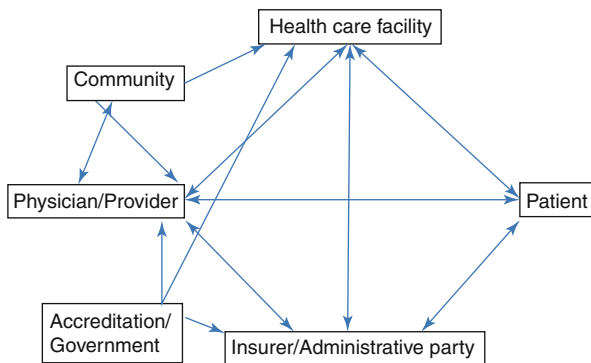 Health care facility
Community
Physician/Provider
Patient
Accreditation/
Government
Insurer/Administrative party